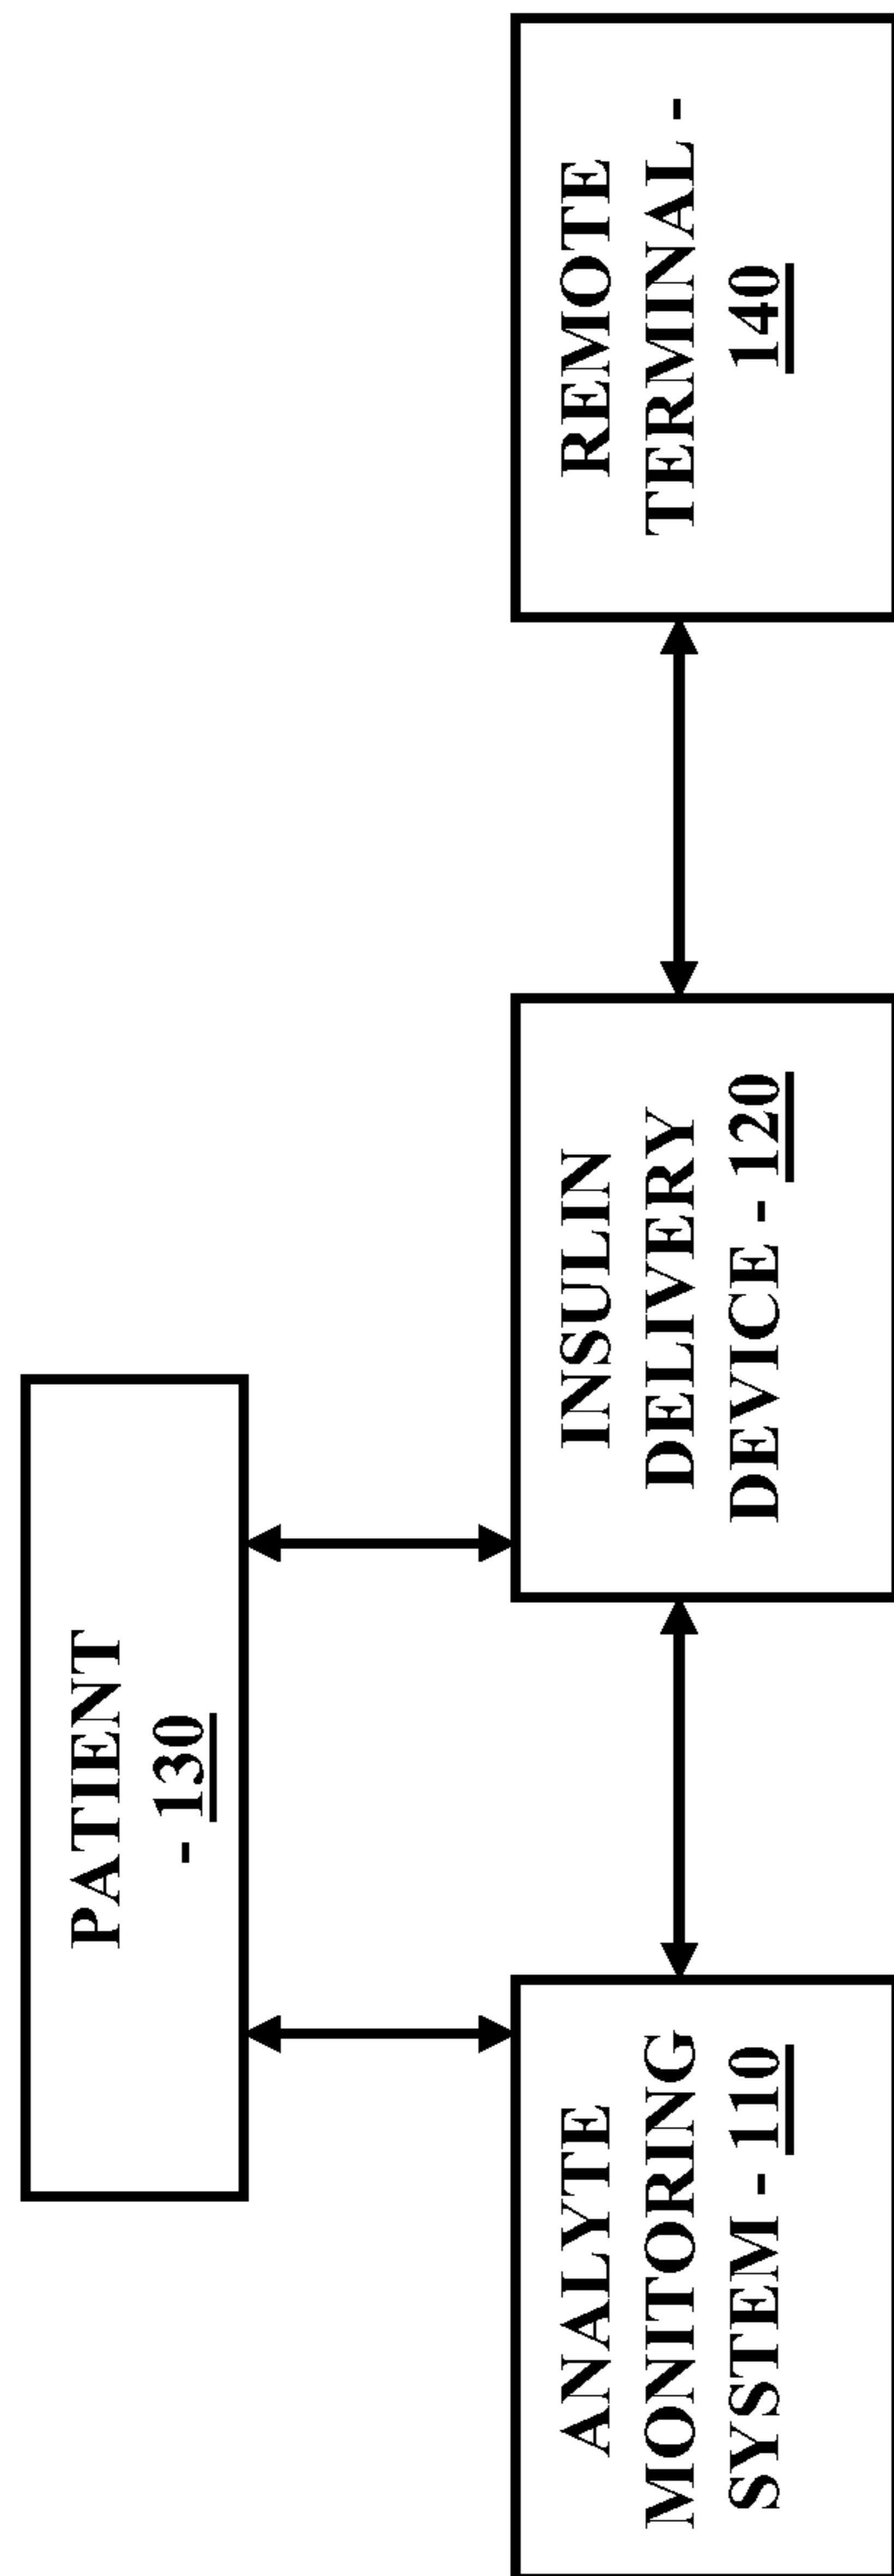 PATIENT
- 130
ANALYTE
MONITORING
SYSTEM - 110
INSULIN
DELIVERY
DEVICE - 120
REMOTE
TERMINAL -
140